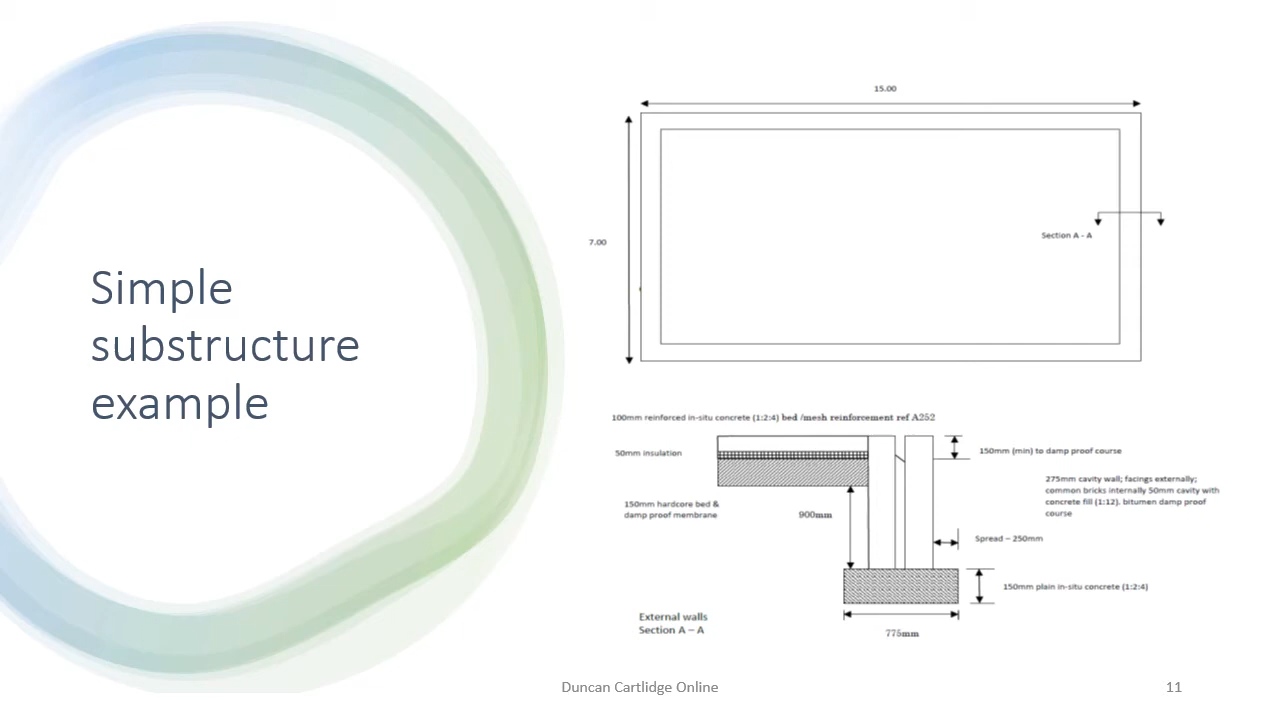 Simple
substructure
example
15.00
7.00
Section A - A
100mm reinforced in-situ concrete (1:2:4) bed /mesh reinforcement ref A252
50mm insulation
150mm (min) to damp proof course
275mm cavity wall; facings externally;
common bricks internally 50mm cavity with
concrete fill (1:12). bitumen damp proof
course
150mm hardcore bed &
damp proof membrane
900mm
Spread – 250mm
150mm plain in-situ concrete (1:2:4)
External walls
Section A – A
775mm
Duncan Cartlidge Online
11